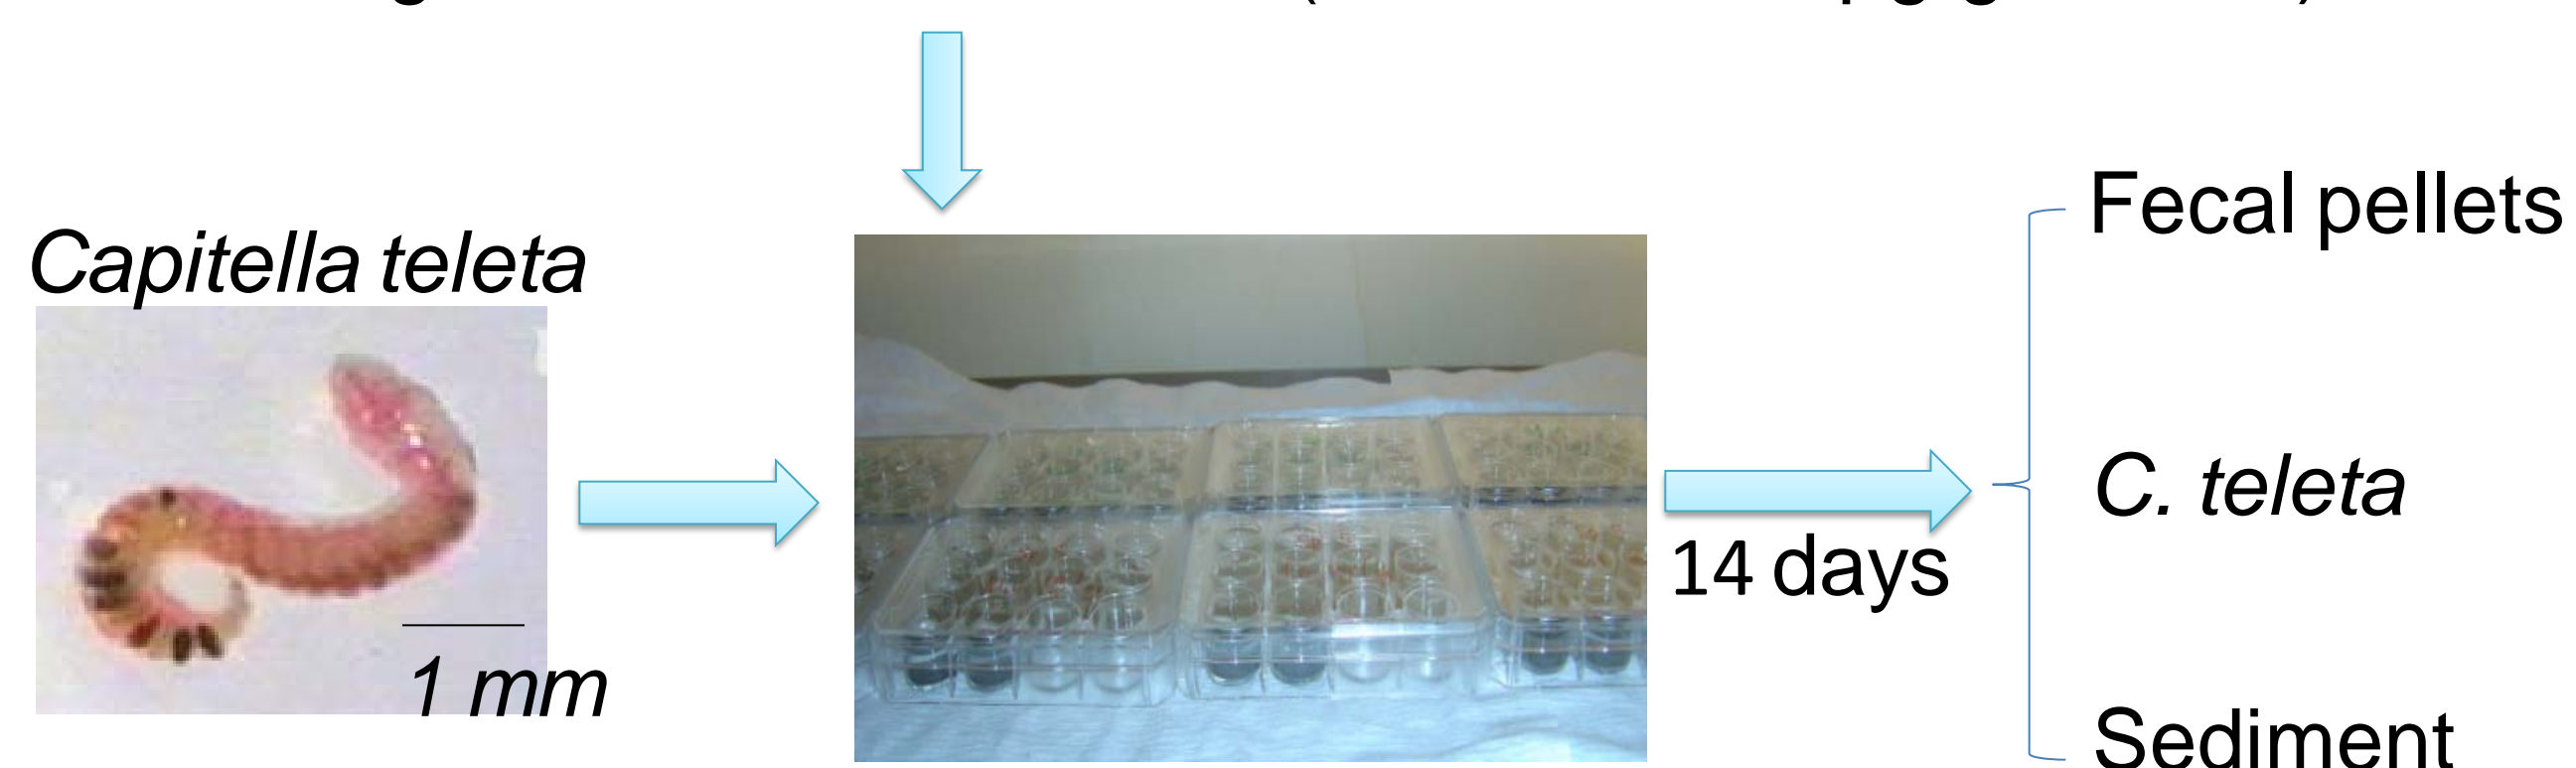 Capitella teleta
1 mm
14 days
Fecal pellets
C. teleta
Sediment